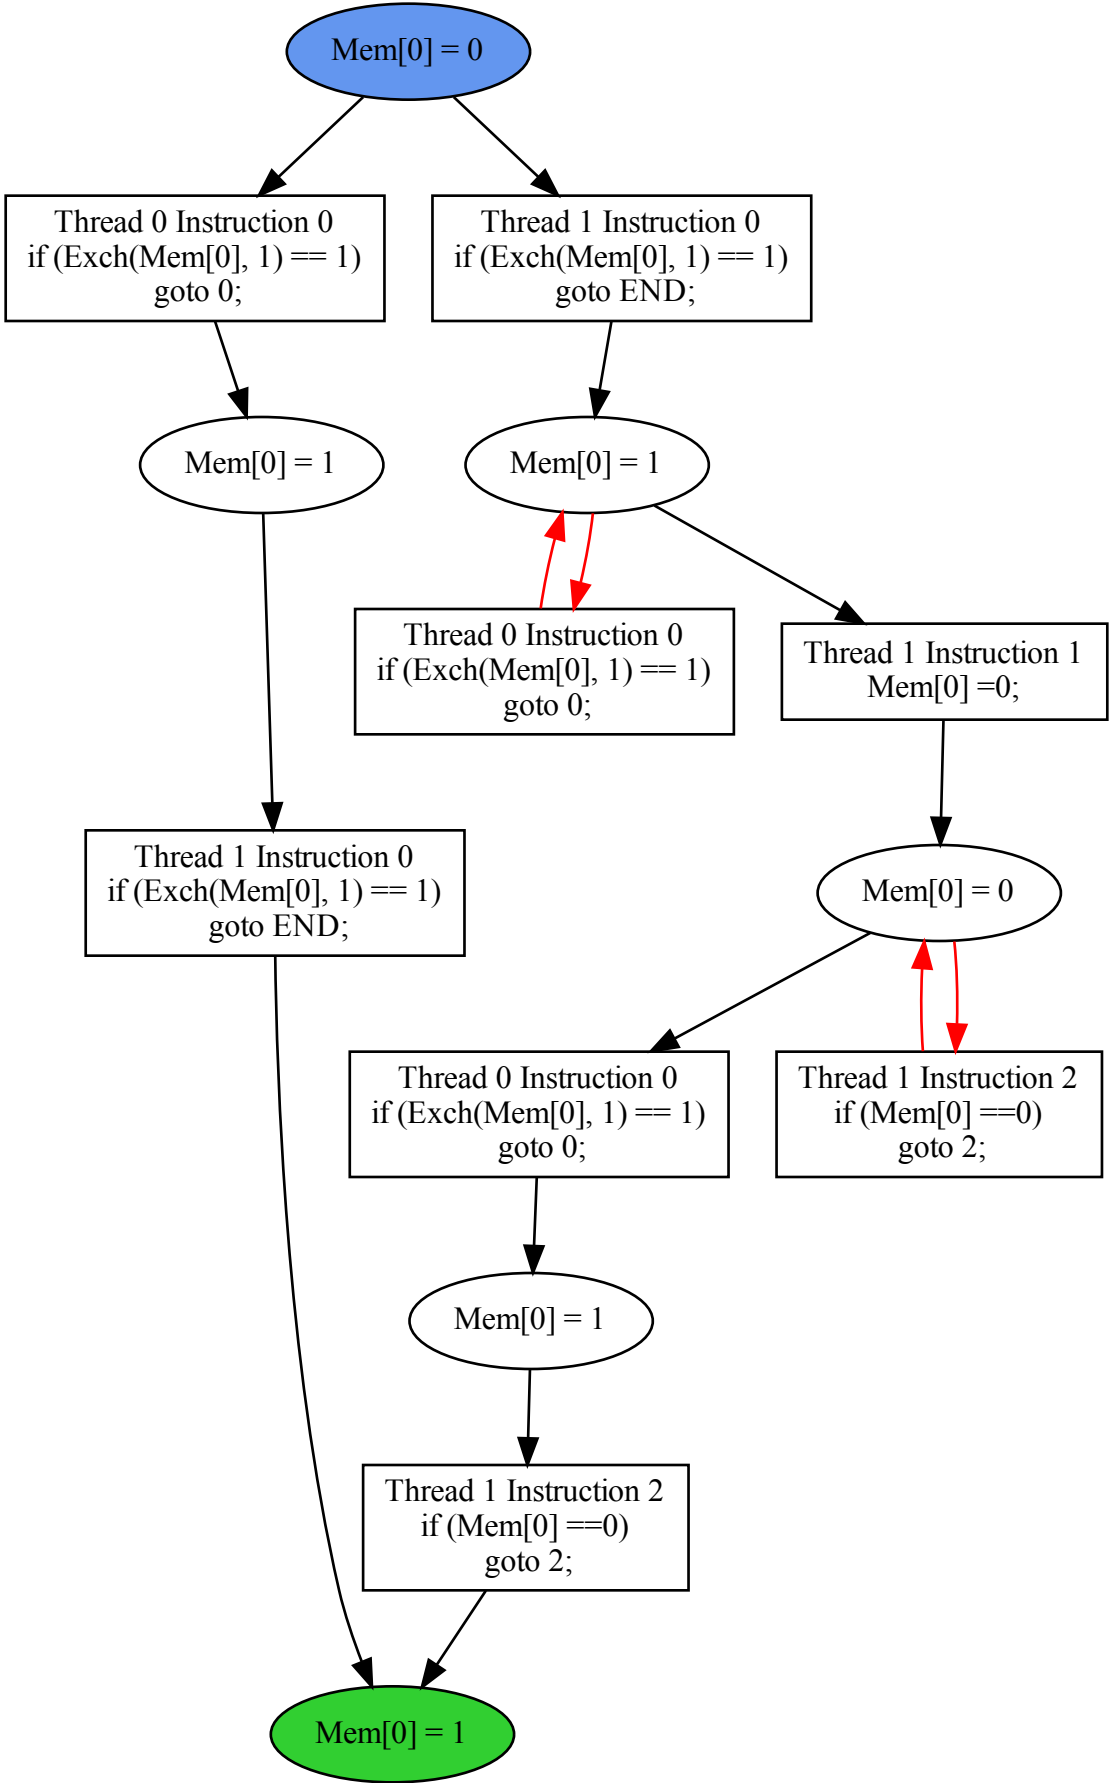 Mem[0] = 0
Thread 0 Instruction 0
if (Exch(Mem[0], 1) == 1)
goto 0;
Thread 1 Instruction 0
if (Exch(Mem[0], 1) == 1)
goto END;
Mem[0] = 1
Mem[0] = 1
Thread 0 Instruction 0
if (Exch(Mem[0], 1) == 1)
goto 0;
Thread 1 Instruction 1
Mem[0] =0;
Thread 1 Instruction 0
if (Exch(Mem[0], 1) == 1)
goto END;
Mem[0] = 0
Thread 0 Instruction 0
if (Exch(Mem[0], 1) == 1)
goto 0;
Thread 1 Instruction 2
if (Mem[0] ==0)
goto 2;
Mem[0] = 1
Thread 1 Instruction 2
if (Mem[0] ==0)
goto 2;
Mem[0] = 1